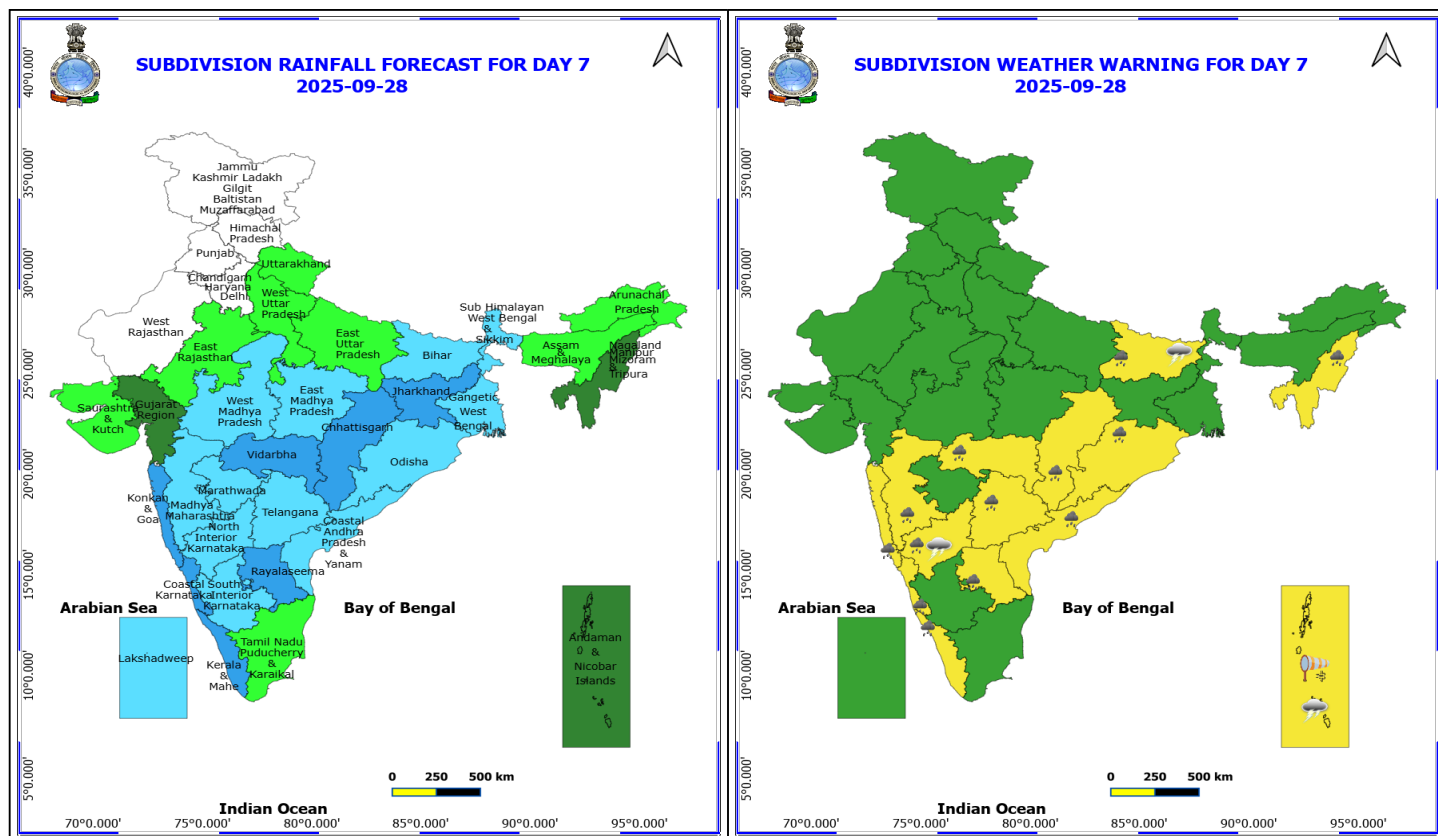 SUBDIVISION RAINFALL FORECAST FOR DAY 7
2025-09-28
40°0.000'
35°0.000'
30°0.000'
25°0.000'
20°0.000'
15°0.000'
10°0.000'
5°0.000'
Jammu
Kashmir Ladakh
Gilgit
Baltistan
Muzaffarabad
Himachal
Pradesh
Punjab
Chandigarh
Haryana
Delhi
Uttarakhand
West
Uttar
Pradesh
West
Rajasthan
East
Rajasthan
East
Uttar
Pradesh
Bihar
Sub Himalayan
West Bengal
&
Sikkim
Arunachal
Pradesh
Assam
&
Meghalaya
Nagaland
Manipur
Mizoram
&
Tripura
Saurashtra
&
Kutch
Gujarat
Region
West
Madhya
Pradesh
East
Madhya
Pradesh
Jharkhand
Gangetic
West
Bengal
Chhattisgarh
Vidarbha
Odisha
Konkan
&
Goa
Madhya
Maharashtra
Marathwada
Telangana
North
Interior
Karnataka
Coastal
Andhra
Pradesh
&
Yanam
Rayalaseema
Coastal
Karnataka
South
Interior
Karnataka
Tamil Nadu
Puducherry
&
Karaikal
Kerala
&
Mahe
Lakshadweep
Andaman
&
Nicobar
Islands
Arabian Sea
Bay of Bengal
Indian Ocean
0 250 500 km
70°0.000' 75°0.000' 80°0.000' 85°0.000' 90°0.000' 95°0.000'
SUBDIVISION WEATHER WARNING FOR DAY 7
2025-09-28
40°0.000'
35°0.000'
30°0.000'
25°0.000'
20°0.000'
15°0.000'
10°0.000'
5°0.000'
Arabian Sea
Bay of Bengal
Indian Ocean
0 250 500 km
70°0.000' 75°0.000' 80°0.000' 85°0.000' 90°0.000' 95°0.000'